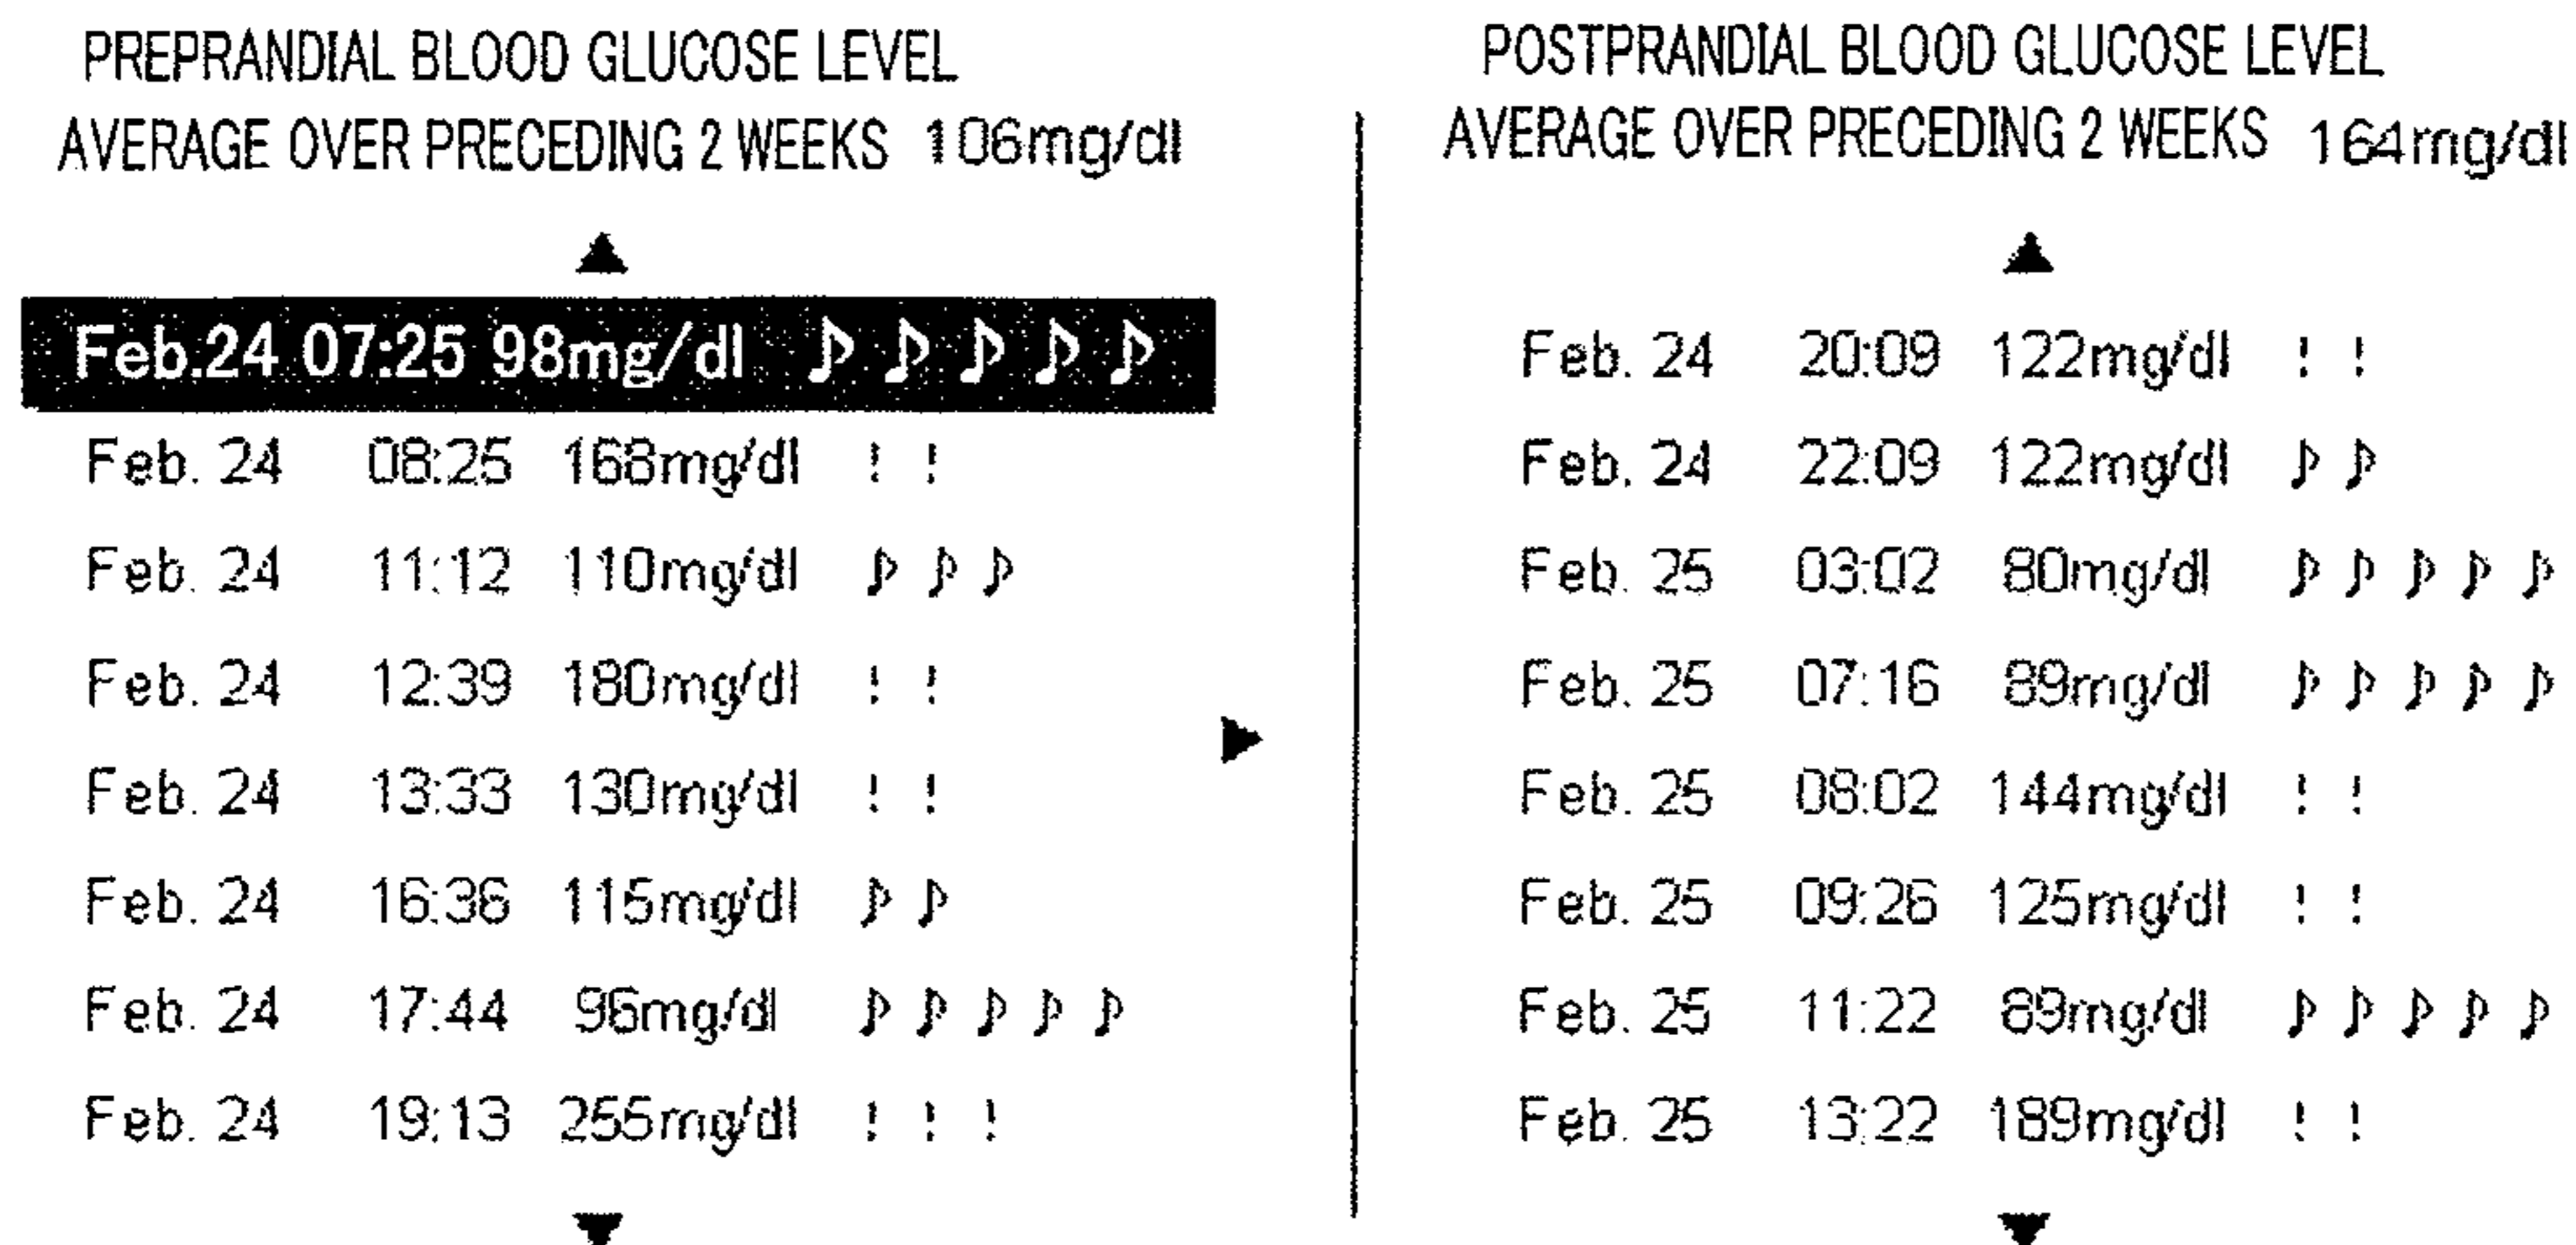 PREPRANDIAL BLOOD GLUCOSE LEVEL
AVERAGE OVER PRECEDING 2 WEEKS 106mg/dl
▲
Feb.24 07:25 98mg/dl ♪ ♪ ♪ ♪ ♪
Feb. 24 08:25 168mg/dl ! !
Feb. 24 11:12 110mg/dl ♪ ♪ ♪
Feb. 24 12:39 180mg/dl ! !
Feb. 24 13:33 130mg/dl ! !
Feb. 24 16:36 115mg/dl ♪ ♪
Feb. 24 17:44 96mg/dl ♪ ♪ ♪ ♪ ♪
Feb. 24 19:13 255mg/dl ! ! !
▼
▶
POSTPRANDIAL BLOOD GLUCOSE LEVEL
AVERAGE OVER PRECEDING 2 WEEKS 164mg/dl
▲
Feb. 24 20:09 122mg/dl ! !
Feb. 24 22:09 122mg/dl ♪ ♪
Feb. 25 03:02 80mg/dl ♪ ♪ ♪ ♪ ♪
Feb. 25 07:16 89mg/dl ♪ ♪ ♪ ♪ ♪
Feb. 25 08:02 144mg/dl ! !
Feb. 25 09:26 125mg/dl ! !
Feb. 25 11:22 89mg/dl ♪ ♪ ♪ ♪ ♪
Feb. 25 13:22 189mg/dl ! !
▼